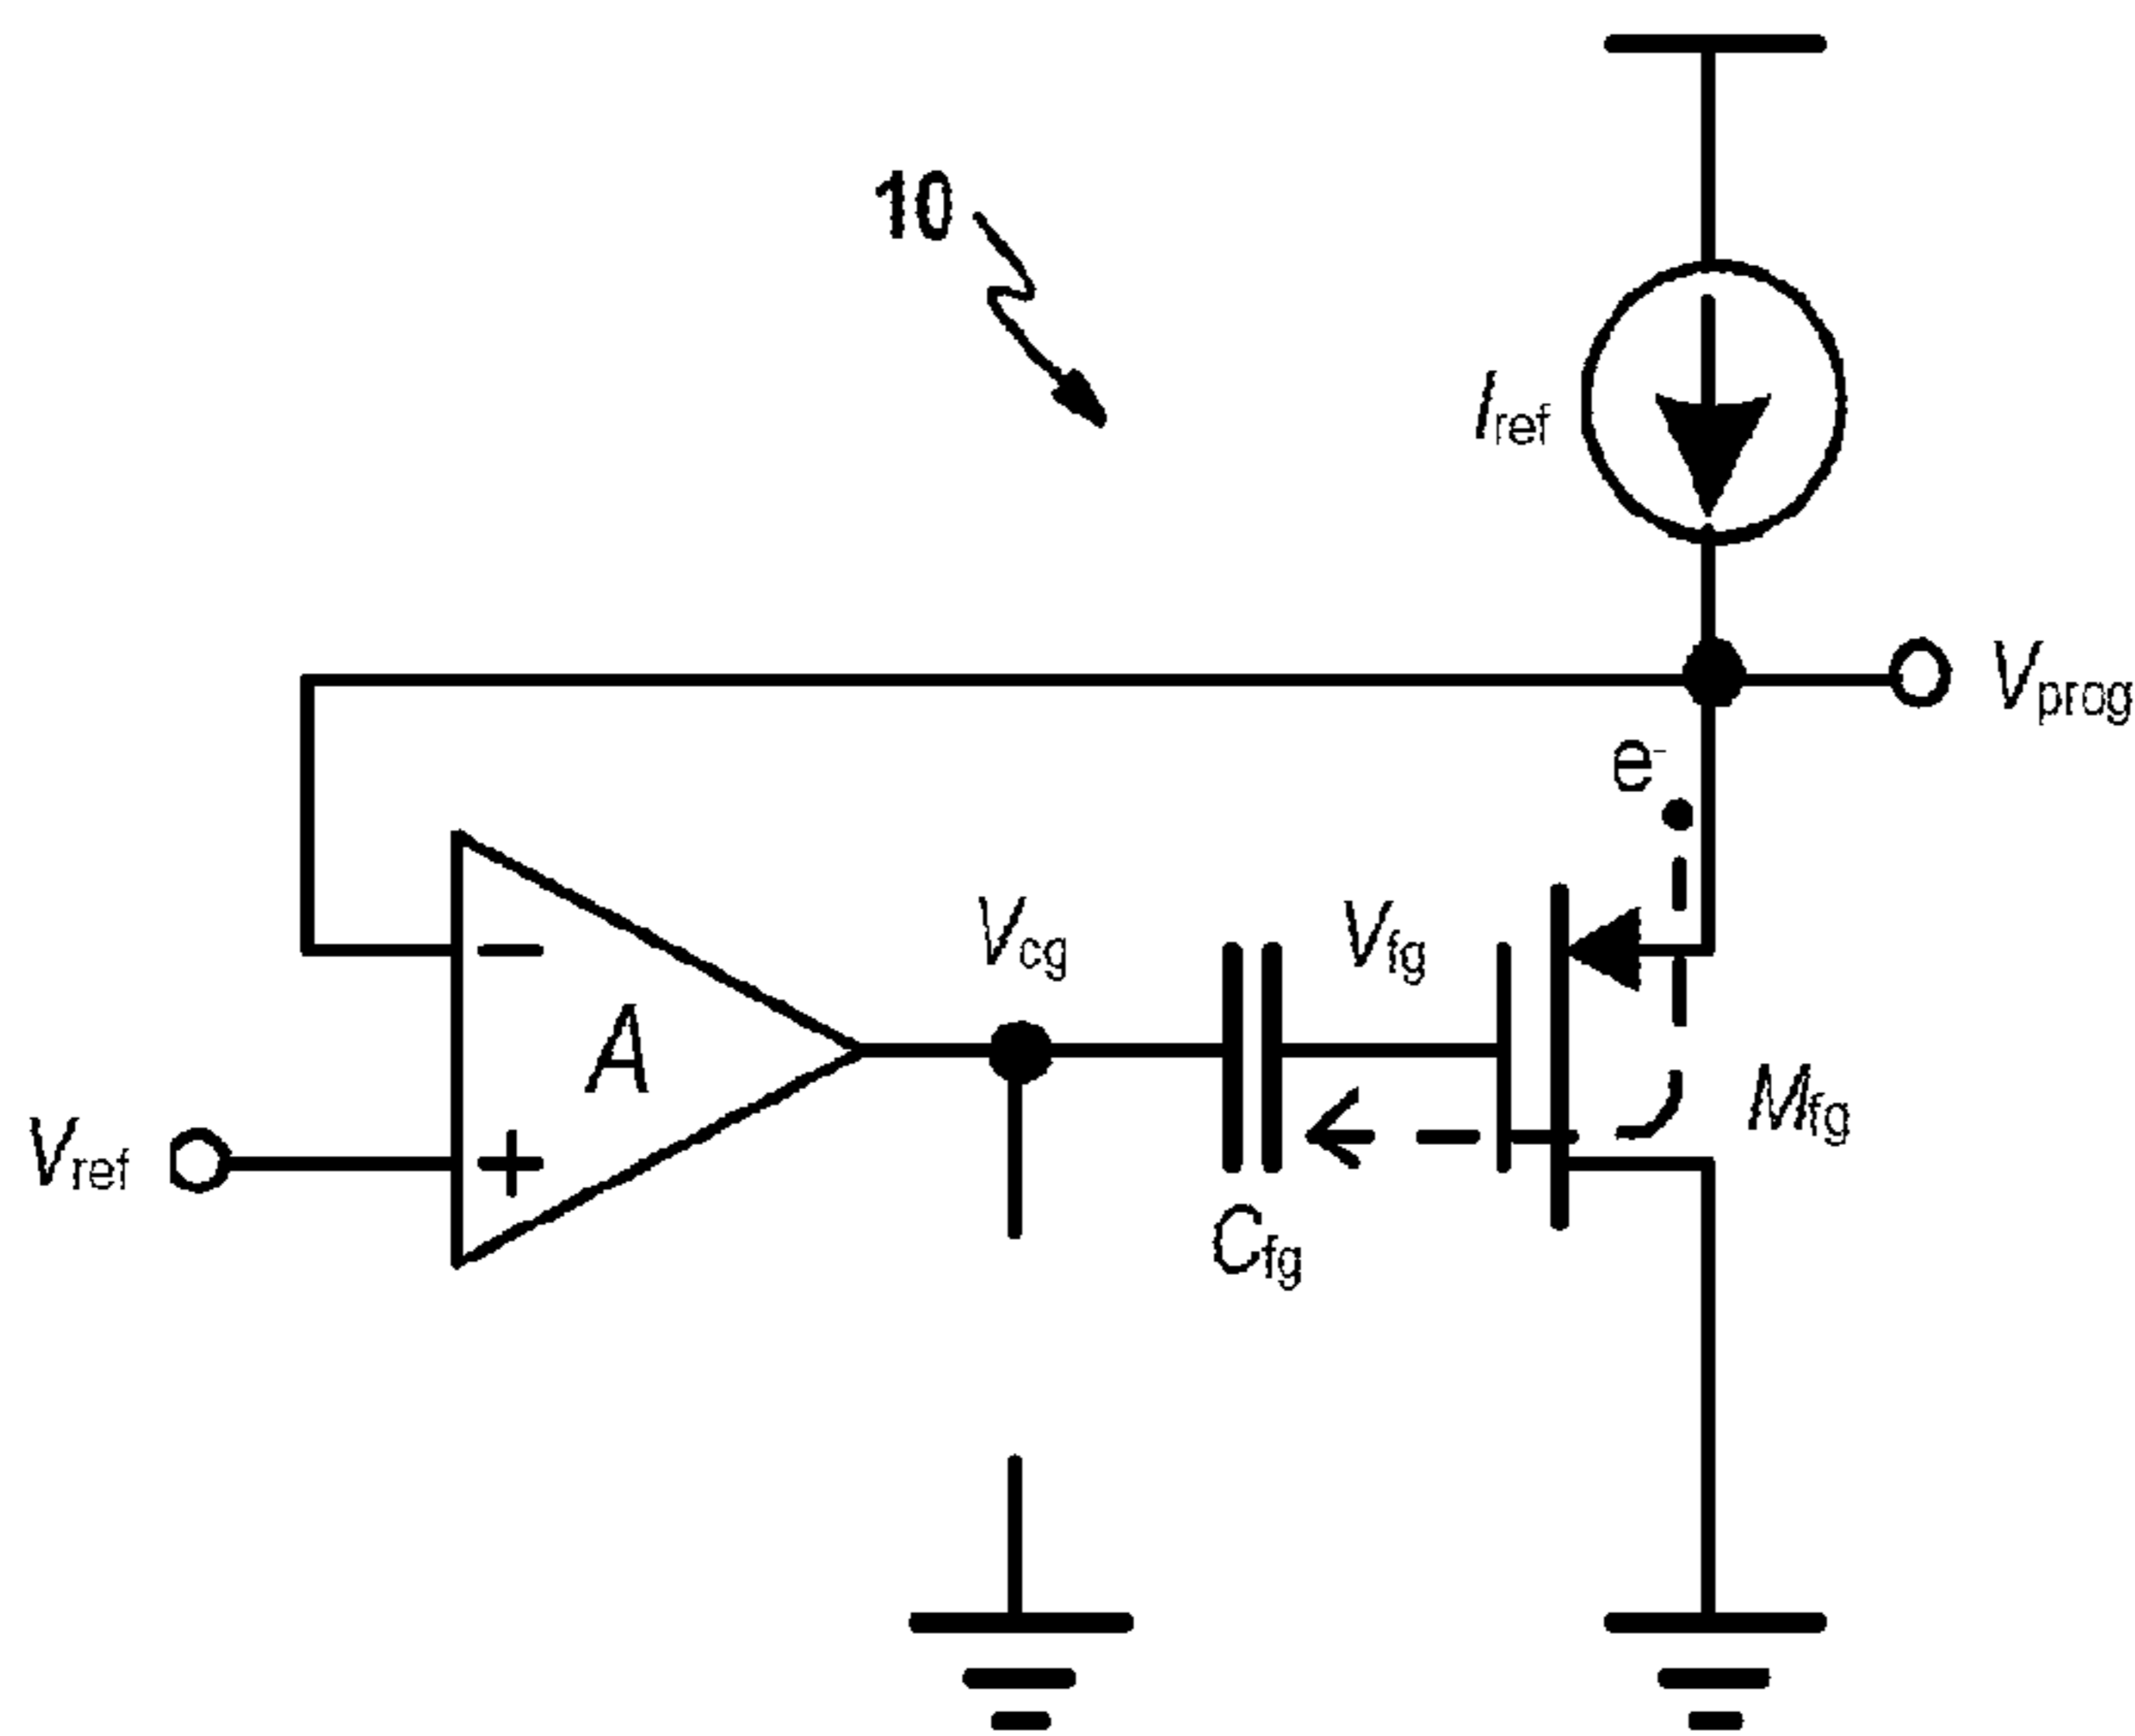 10
Iref
Vprog
e-
Vcg
Vfg
−
A
Mfg
Vref
+
Cfg